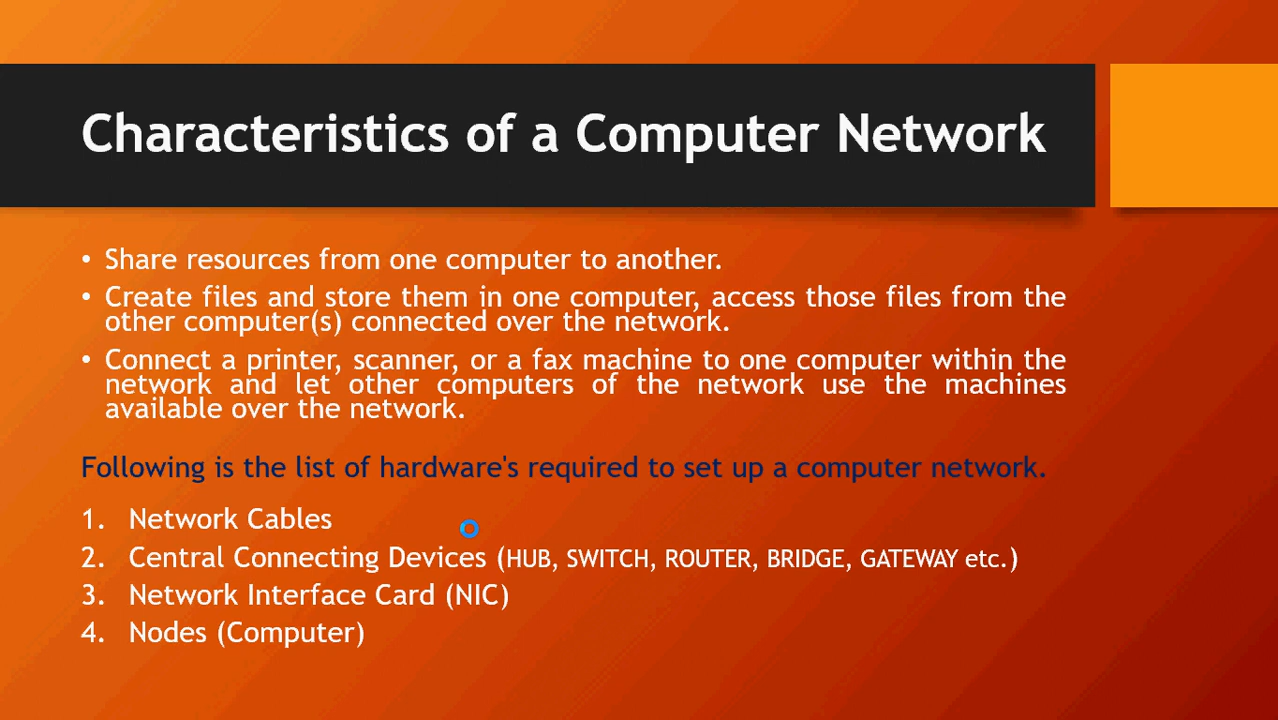 Characteristics of a Computer Network
• Share resources from one computer to another.
• Create files and store them in one computer, access those files from the
other computer(s) connected over the network.
• Connect a printer, scanner, or a fax machine to one computer within the
network and let other computers of the network use the machines
available over the network.
Following is the list of hardware's required to set up a computer network.
1. Network Cables
2. Central Connecting Devices (HUB, SWITCH, ROUTER, BRIDGE, GATEWAY etc.)
3. Network Interface Card (NIC)
4. Nodes (Computer)